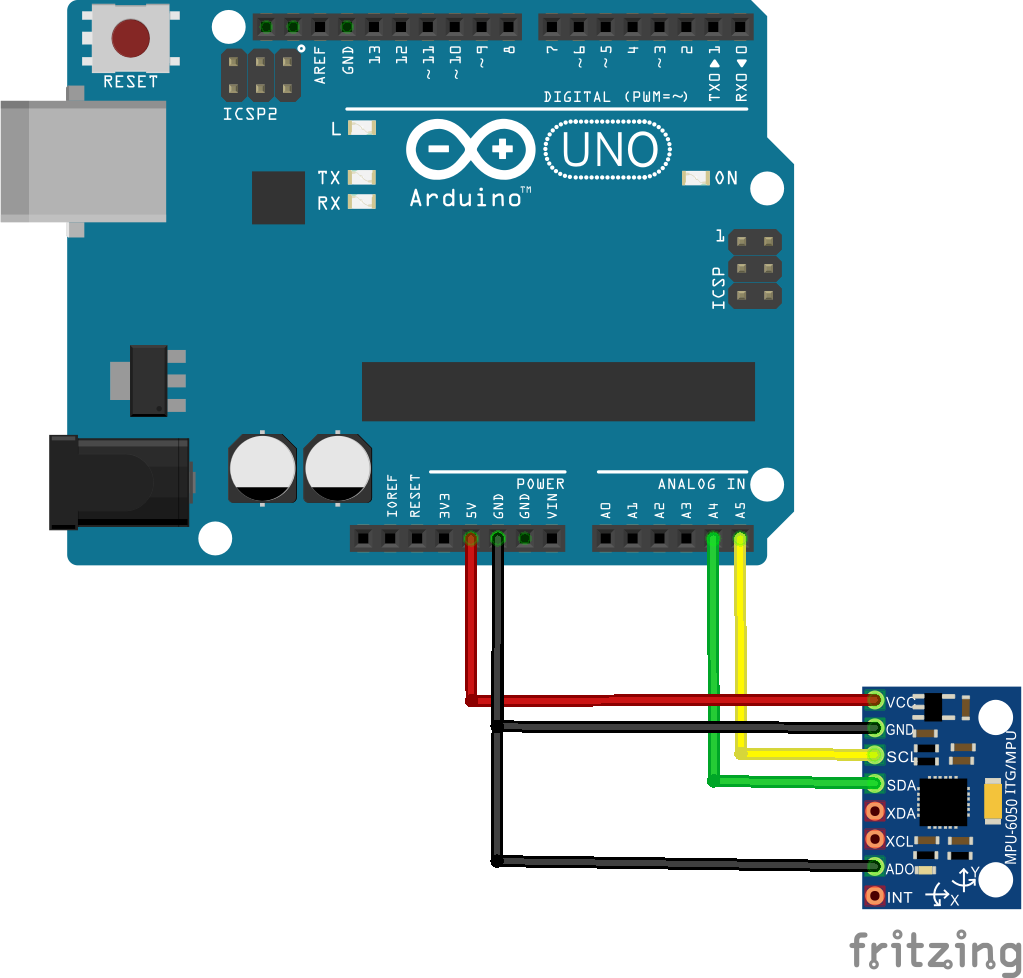 RESET
ICSP2
AREF
GND
13
12
~11
~10
~9
8
7
~6
~5
4
~3
2
TX0▶1
RX0◀0
DIGITAL (PWM=~)
L
TX
RX
Arduino™
UNO
ON
1
ICSP
IOREF
RESET
3V3
5V
GND
GND
VIN
POWER
A0
A1
A2
A3
A4
A5
ANALOG IN
VCC
GND
SCL
SDA
XDA
XCL
ADO
INT
MPU-6050 ITG/MPU
Y
X
fritzing